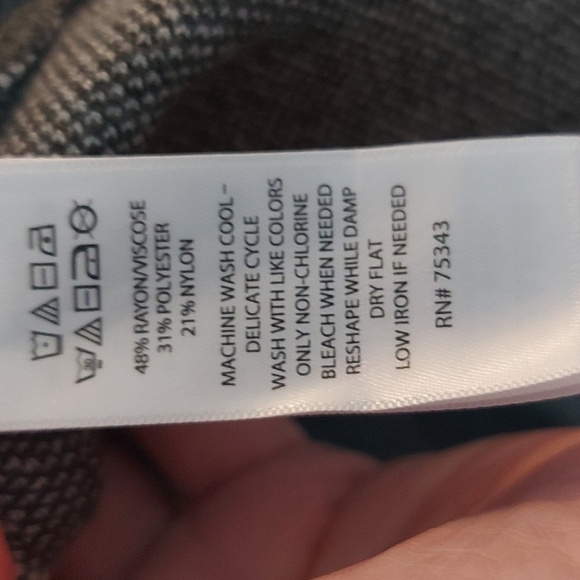 48% RAYON/VISCOSE
31% POLYESTER
21% NYLON
MACHINE WASH COOL –
DELICATE CYCLE
WASH WITH LIKE COLORS
ONLY NON-CHLORINE
BLEACH WHEN NEEDED
RESHAPE WHILE DAMP
DRY FLAT
LOW IRON IF NEEDED
RN# 75343